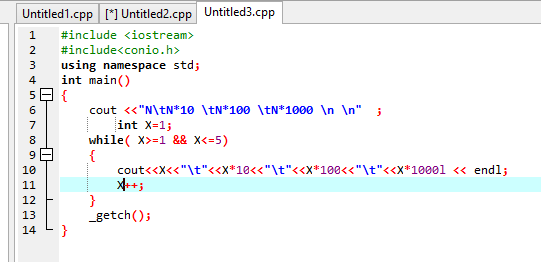 Untitled1.cpp [*] Untitled2.cpp Untitled3.cpp
1 #include <iostream>
2 #include<conio.h>
3 using namespace std;
4 int main()
5 {
6 cout <<"N\tN*10 \tN*100 \tN*1000 \n \n" ;
7 int X=1;
8 while( X>=1 && X<=5)
9 {
10 cout<<X<<"\t"<<X*10<<"\t"<<X*100<<"\t"<<X*1000l << endl;
11 X++;
12 }
13 _getch();
14 }